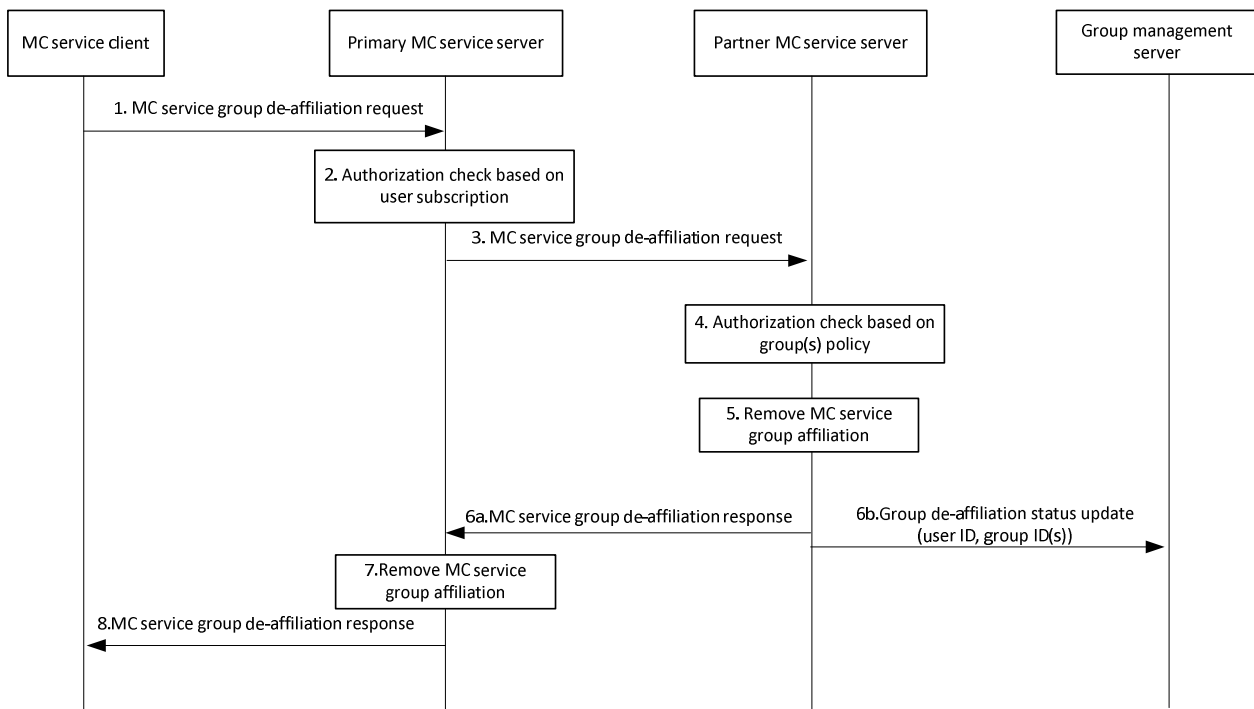 MC service client
Primary MC service server
Partner MC service server
Group management
server
1. MC service group de-affiliation request
2. Authorization check based on
user subscription
3. MC service group de-affiliation request
4. Authorization check based on
group(s) policy
5. Remove MC service
group affiliation
6a.MC service group de-affiliation response
6b.Group de-affiliation status update
(user ID, group ID(s))
7.Remove MC service
group affiliation
8.MC service group de-affiliation response